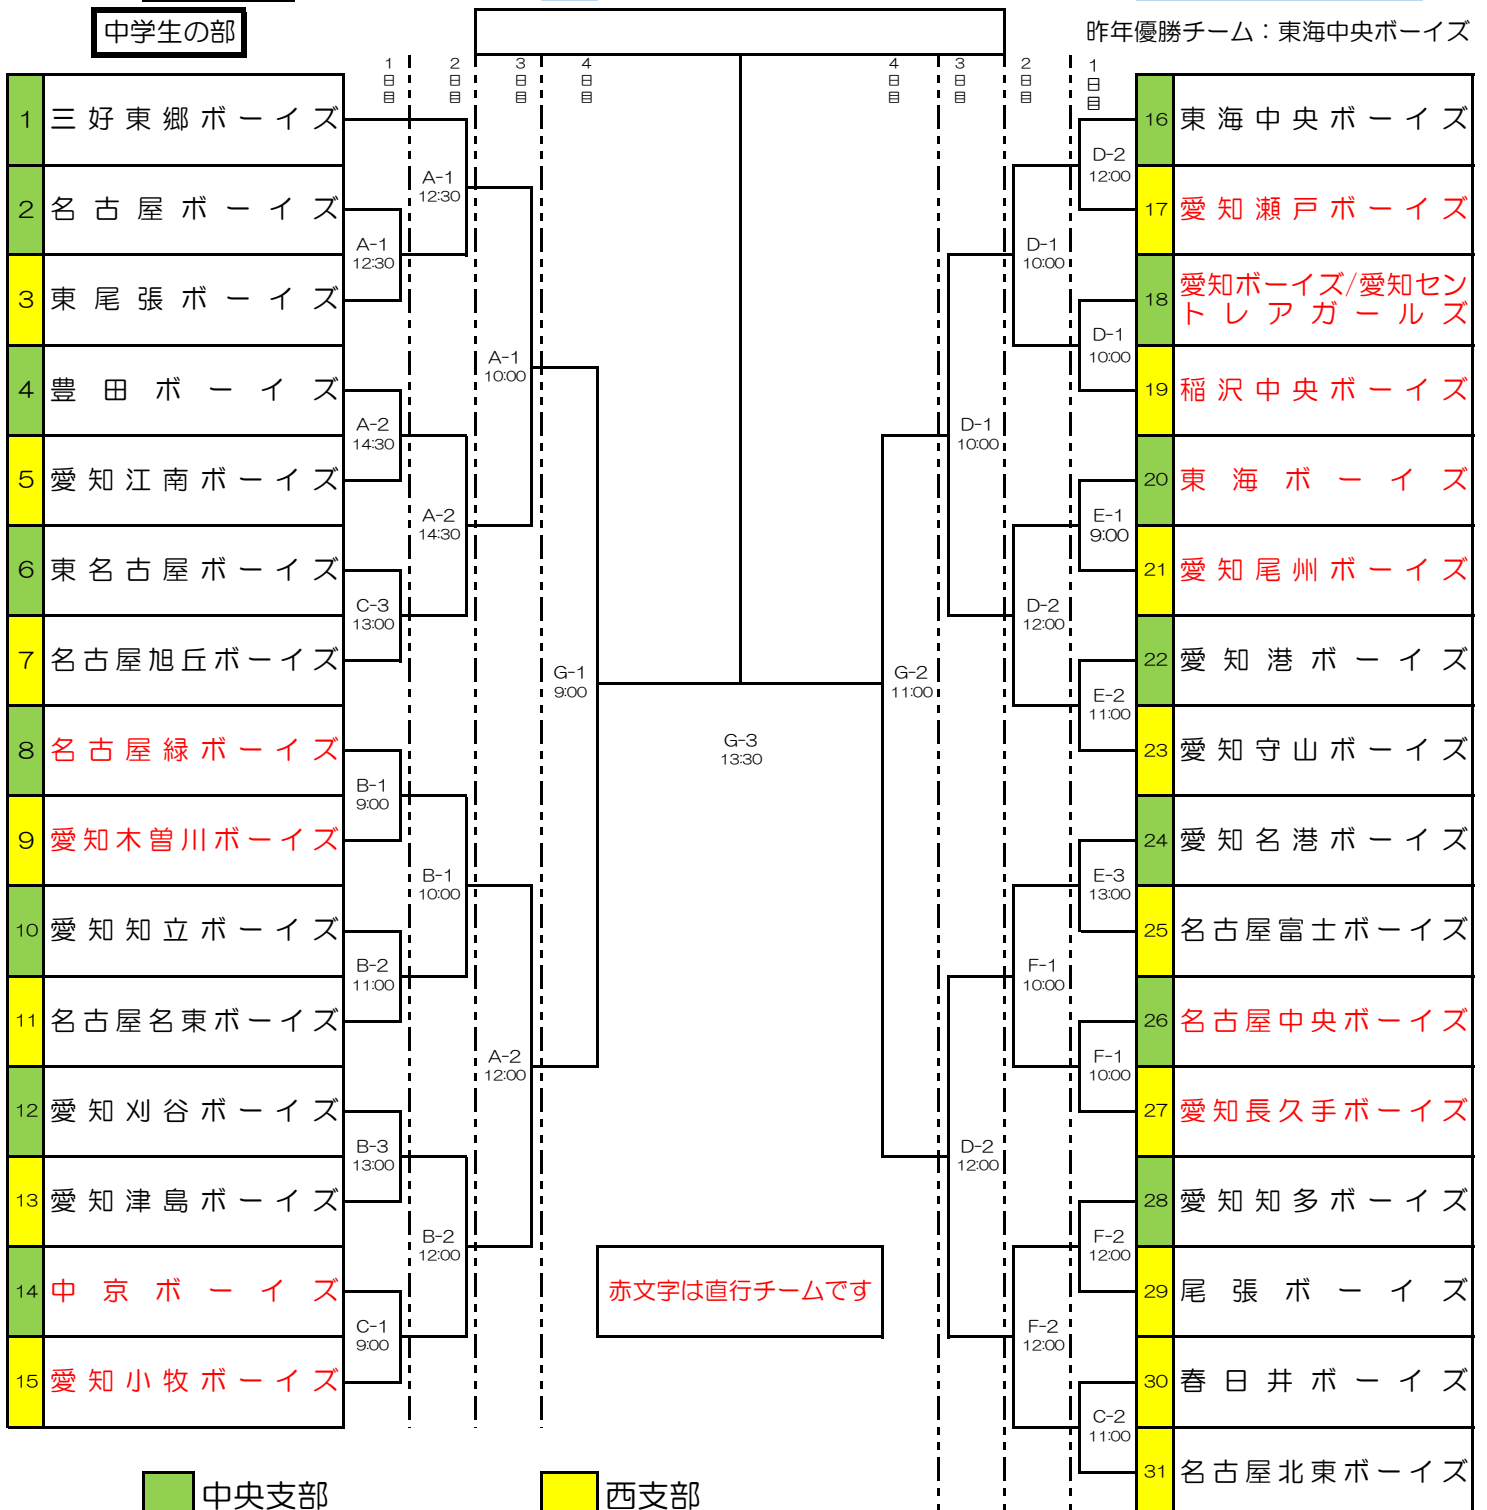 中学生の部
昨年優勝チーム：東海中央ボーイズ
1日目
2日目
3日目
4日目
4日目
3日目
2日目
1日目
1 三好東郷ボーイズ
2 名古屋ボーイズ
3 東尾張ボーイズ
4 豊田ボーイズ
5 愛知江南ボーイズ
6 東名古屋ボーイズ
7 名古屋旭丘ボーイズ
8 名古屋緑ボーイズ
9 愛知木曽川ボーイズ
10 愛知知立ボーイズ
11 名古屋名東ボーイズ
12 愛知刈谷ボーイズ
13 愛知津島ボーイズ
14 中京ボーイズ
15 愛知小牧ボーイズ
A-1
12:30
A-2
14:30
C-3
13:00
B-1
9:00
B-2
11:00
B-3
13:00
C-1
9:00
A-1
12:30
A-2
14:30
B-1
10:00
B-2
12:00
A-1
10:00
A-2
12:00
G-1
9:00
G-3
13:30
赤文字は直行チームです
G-2
11:00
D-1
10:00
D-2
12:00
D-1
10:00
D-2
12:00
F-1
10:00
F-2
12:00
D-2
12:00
D-1
10:00
E-1
9:00
E-2
11:00
E-3
13:00
F-1
10:00
F-2
12:00
C-2
11:00
16 東海中央ボーイズ
17 愛知瀬戸ボーイズ
18 愛知ボーイズ/愛知セン
トレアガールズ
19 稲沢中央ボーイズ
20 東海ボーイズ
21 愛知尾州ボーイズ
22 愛知港ボーイズ
23 愛知守山ボーイズ
24 愛知名港ボーイズ
25 名古屋富士ボーイズ
26 名古屋中央ボーイズ
27 愛知長久手ボーイズ
28 愛知知多ボーイズ
29 尾張ボーイズ
30 春日井ボーイズ
31 名古屋北東ボーイズ
中央支部
西支部